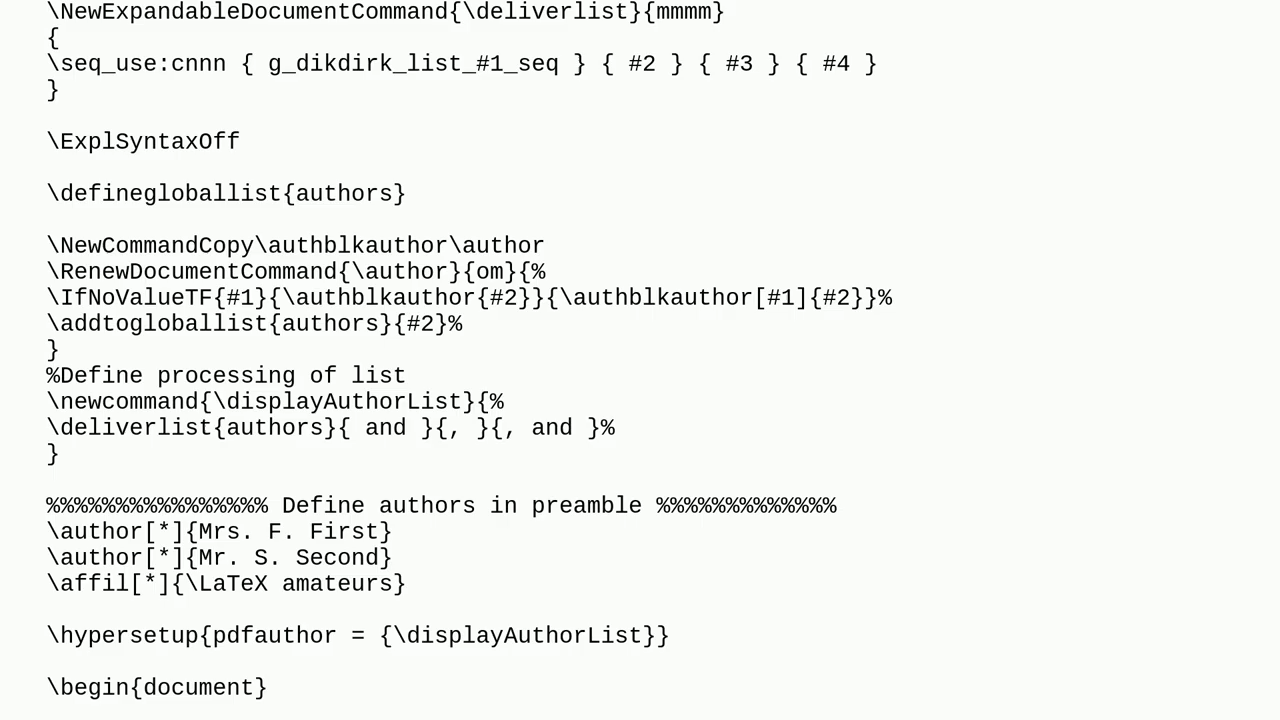 \NewExpandableDocumentCommand{\deliverlist}{mmmm}
{
\seq_use:cnnn { g_dikdirk_list_#1_seq } { #2 } { #3 } { #4 }
}
\ExplSyntaxOff
\definegloballist{authors}
\NewCommandCopy\authblkauthor\author
\RenewDocumentCommand{\author}{om}{%
\IfNoValueTF{#1}{\authblkauthor{#2}}{\authblkauthor[#1]{#2}}%
\addtogloballist{authors}{#2}%
}
%Define processing of list
\newcommand{\displayAuthorList}{%
\deliverlist{authors}{ and }{, }{, and }%
}
%%%%%%%%%%%%%%%% Define authors in preamble %%%%%%%%%%%%%
\author[*]{Mrs. F. First}
\author[*]{Mr. S. Second}
\affil[*]{\LaTeX amateurs}
\hypersetup{pdfauthor = {\displayAuthorList}}
\begin{document}